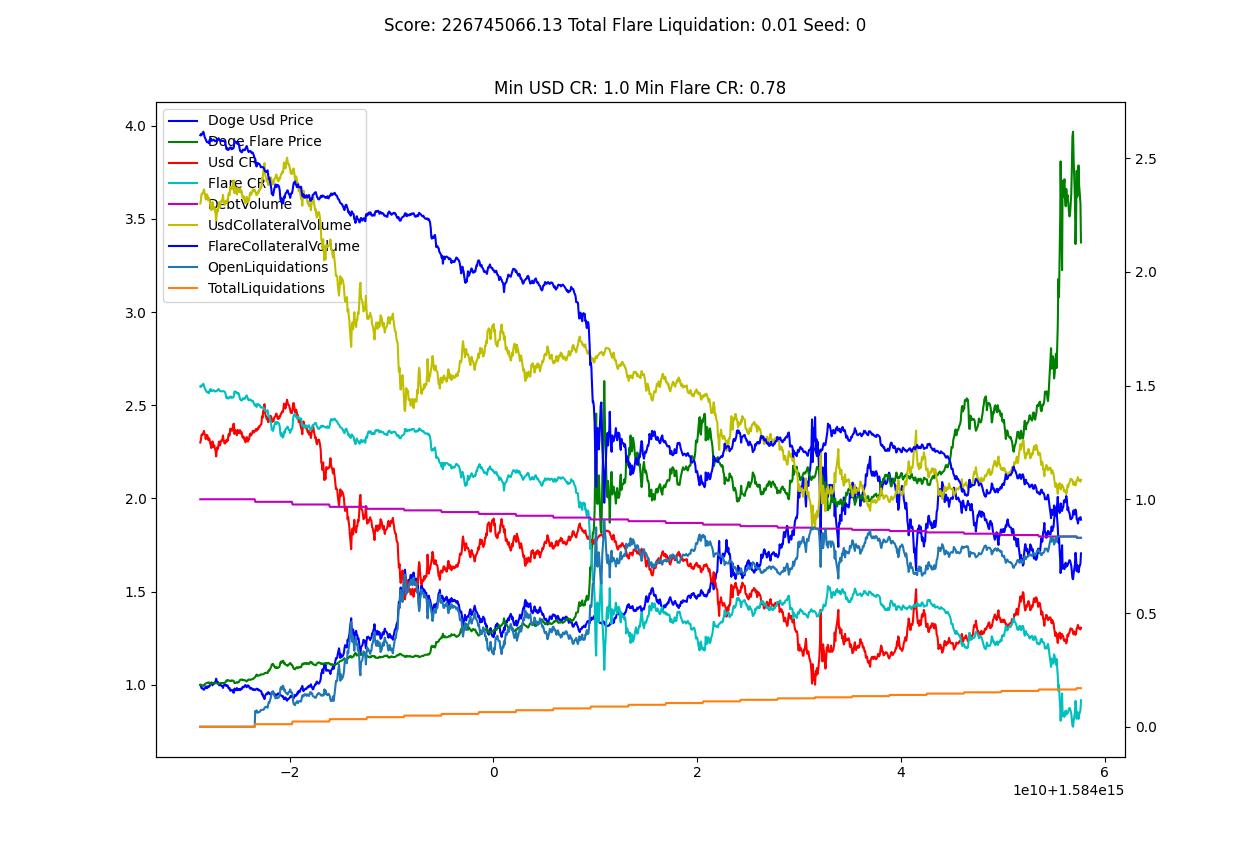 Score: 226745066.13 Total Flare Liquidation: 0.01 Seed: 0
Min USD CR: 1.0 Min Flare CR: 0.78
Doge Usd Price
Doge Flare Price
Usd CR
Flare CR
DebtVolume
UsdCollateralVolume
FlareCollateralVolume
OpenLiquidations
TotalLiquidations
4.0
3.5
3.0
2.5
2.0
1.5
1.0
2.5
2.0
1.5
1.0
0.5
0.0
−2
0
2
4
6
1e10+1.584e15